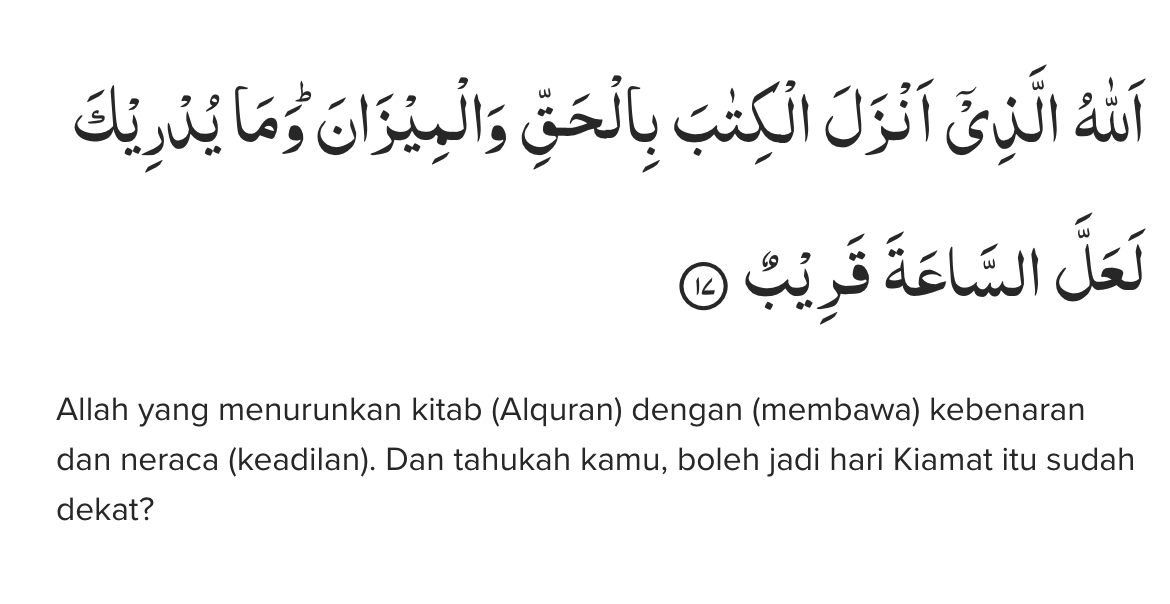 اَللّٰهُ الَّذِيْٓ اَنْزَلَ الْكِتٰبَ بِالْحَقِّ وَالْمِيْزَانَ ۗوَمَا يُدْرِيْكَ
لَعَلَّ السَّاعَةَ قَرِيْبٌ ١٧
Allah yang menurunkan kitab (Alquran) dengan (membawa) kebenaran
dan neraca (keadilan). Dan tahukah kamu, boleh jadi hari Kiamat itu sudah
dekat?